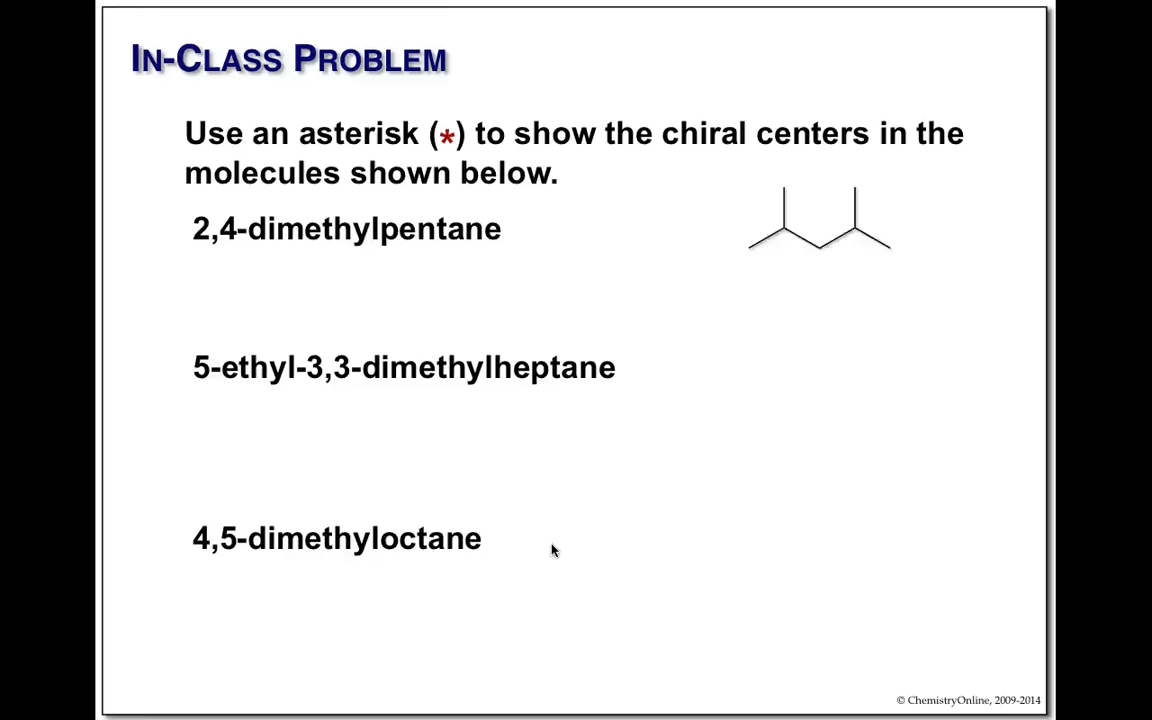 IN-CLASS PROBLEM
Use an asterisk (*) to show the chiral centers in the
molecules shown below.
2,4-dimethylpentane
5-ethyl-3,3-dimethylheptane
4,5-dimethyloctane
© ChemistryOnline, 2009-2014